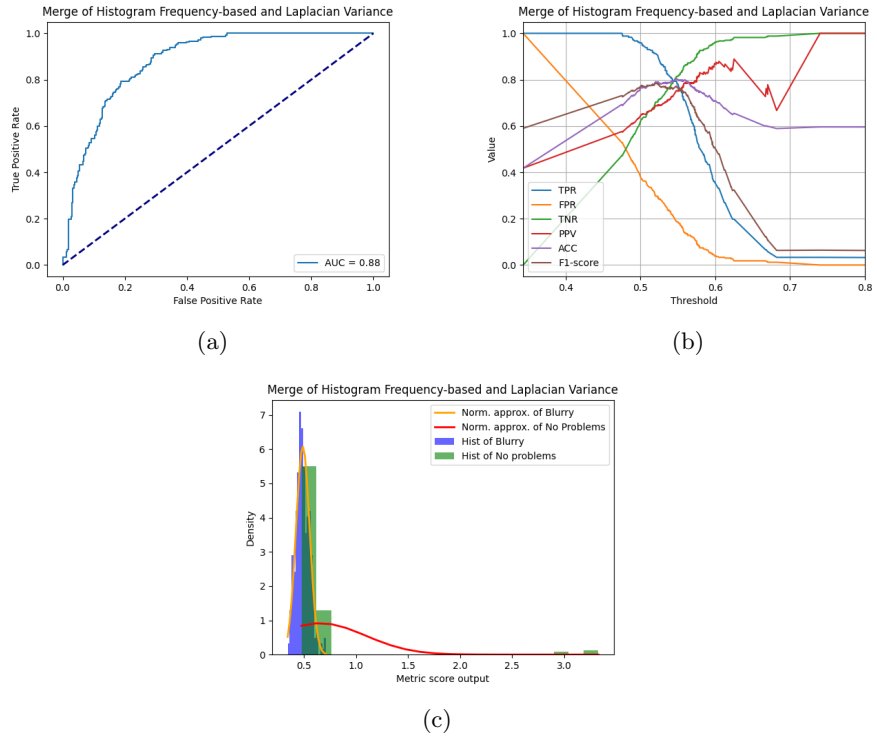 Merge of Histogram Frequency-based and Laplacian Variance
1.0
0.8
0.6
0.4
0.2
0.0
True Positive Rate
0.0 0.2 0.4 0.6 0.8 1.0
False Positive Rate
AUC = 0.88
(a)
Merge of Histogram Frequency-based and Laplacian Variance
1.0
0.8
0.6
0.4
0.2
0.0
Value
TPR
FPR
TNR
PPV
ACC
F1-score
0.4 0.5 0.6 0.7 0.8
Threshold
(b)
Merge of Histogram Frequency-based and Laplacian Variance
7
6
5
4
3
2
1
0
Density
Norm. approx. of Blurry
Norm. approx. of No Problems
Hist of Blurry
Hist of No problems
0.5 1.0 1.5 2.0 2.5 3.0
Metric score output
(c)